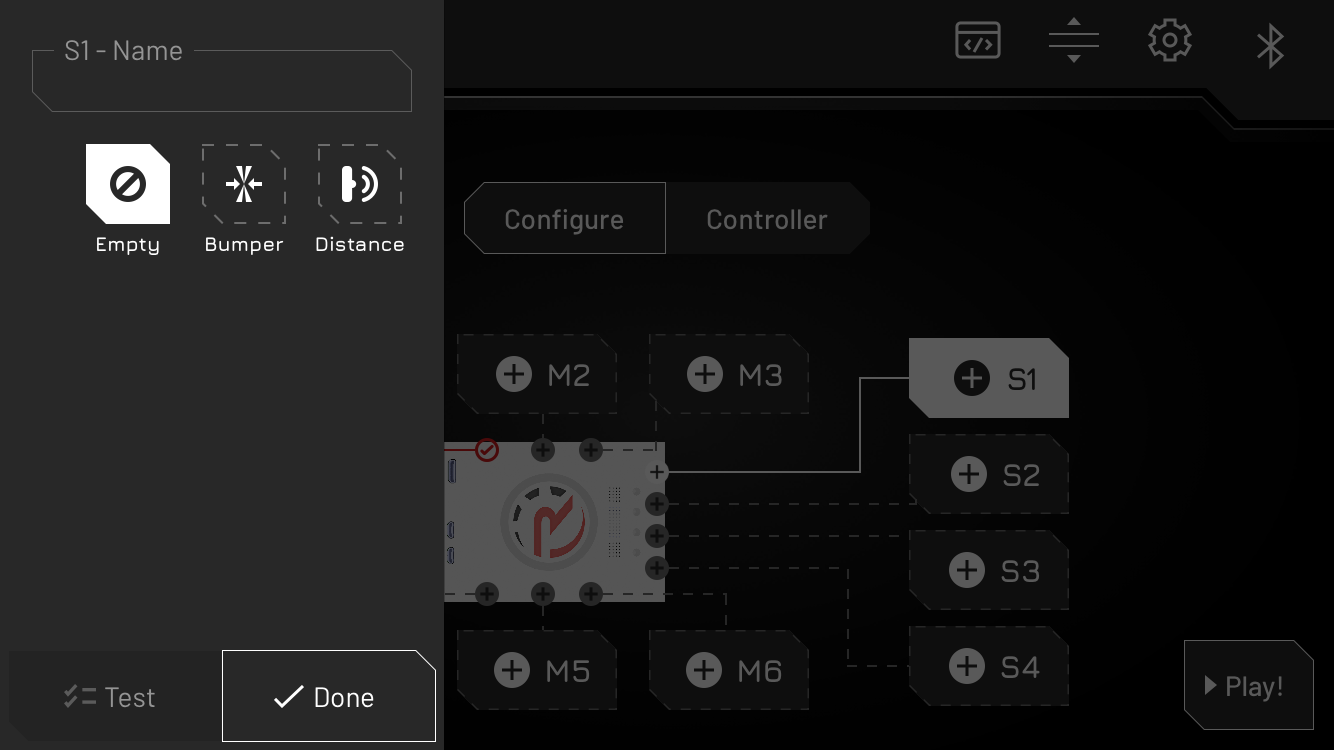 S1 - Name
Empty
Bumper
Distance
Test
Done
Configure
Controller
M2
M3
S1
S2
S3
M5
M6
S4
Play!